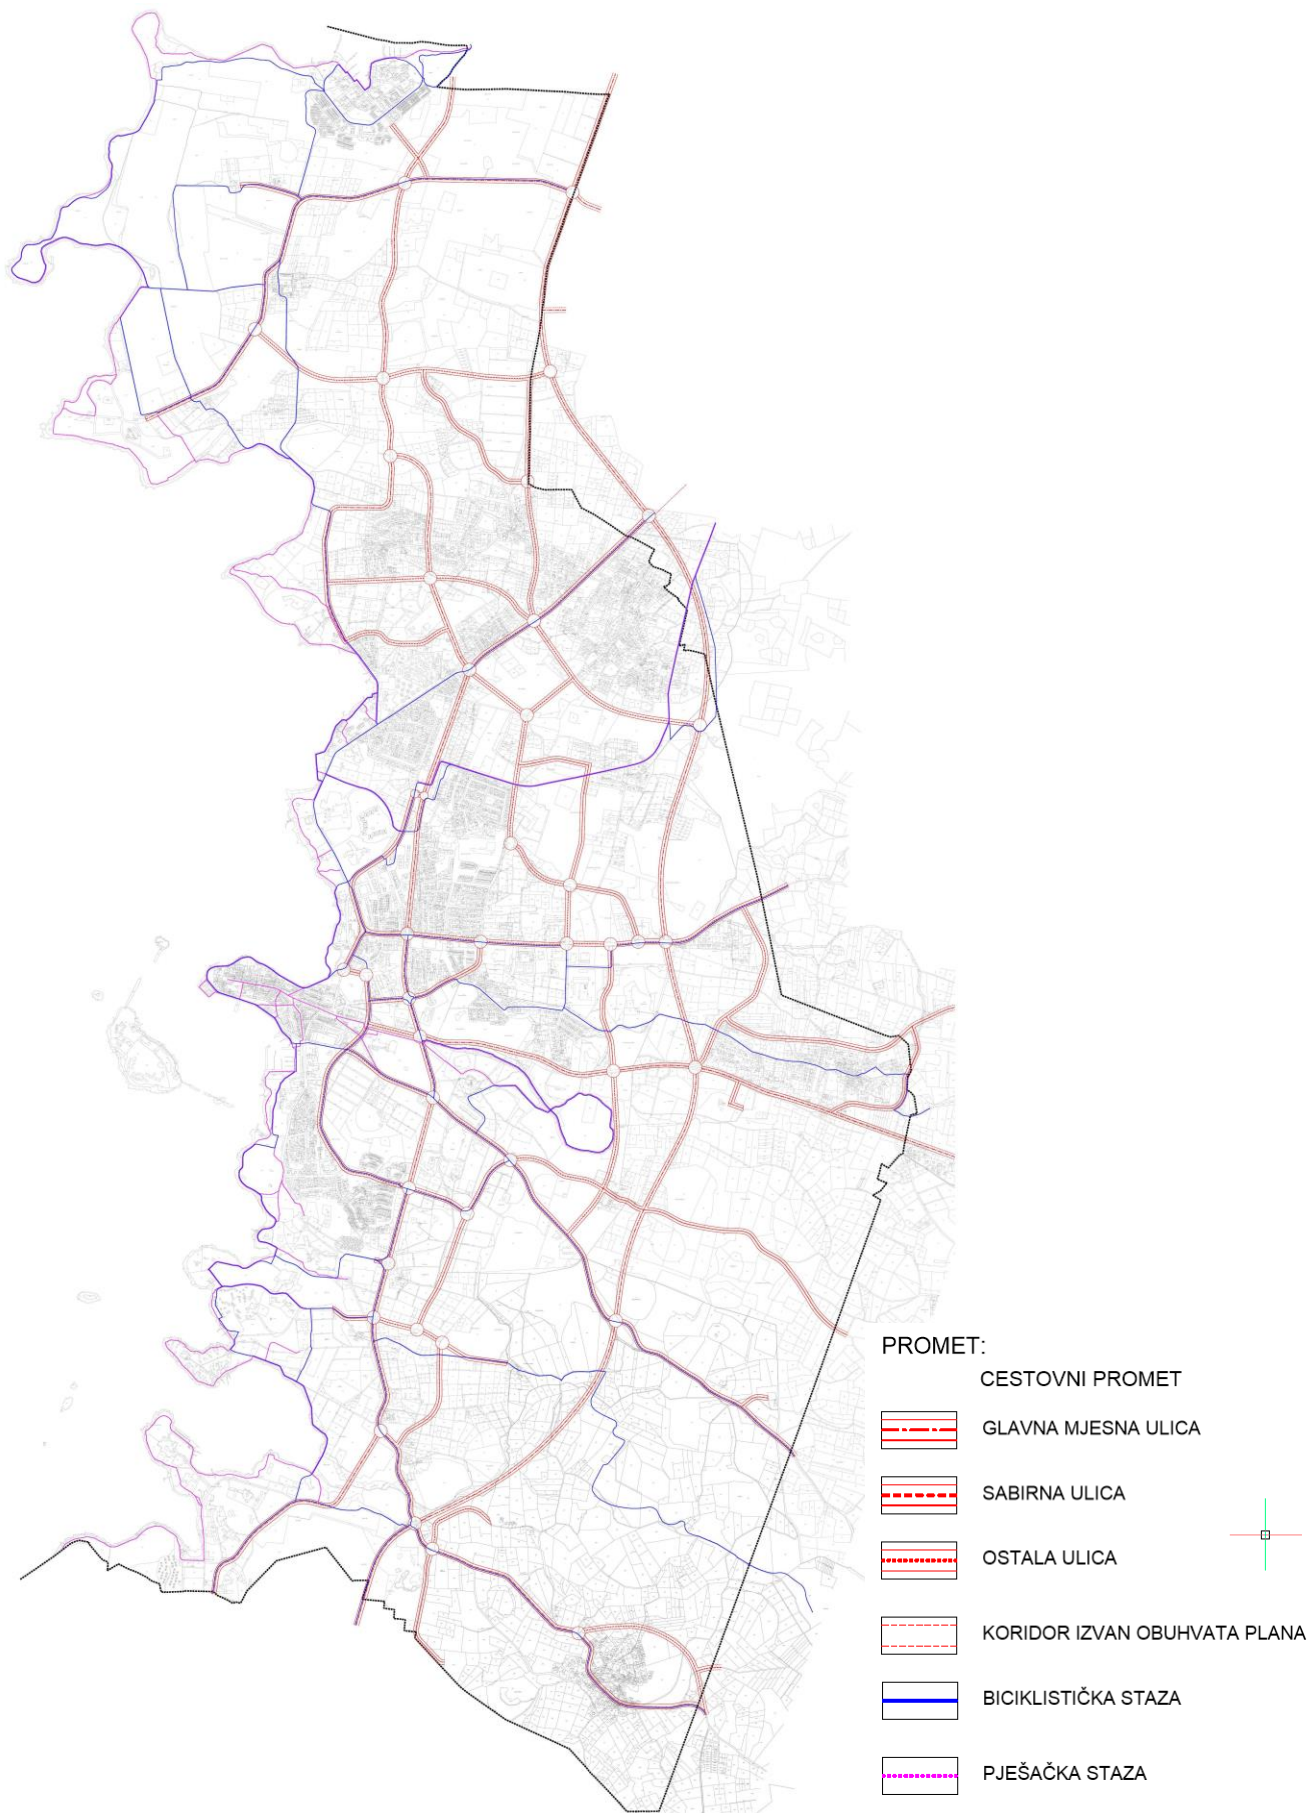 PROMET:
CESTOVNI PROMET
GLAVNA MJESNA ULICA
SABIRNA ULICA
OSTALA ULICA
KORIDOR IZVAN OBUHVATA PLANA
BICIKLISTIČKA STAZA
PJEŠAČKA STAZA